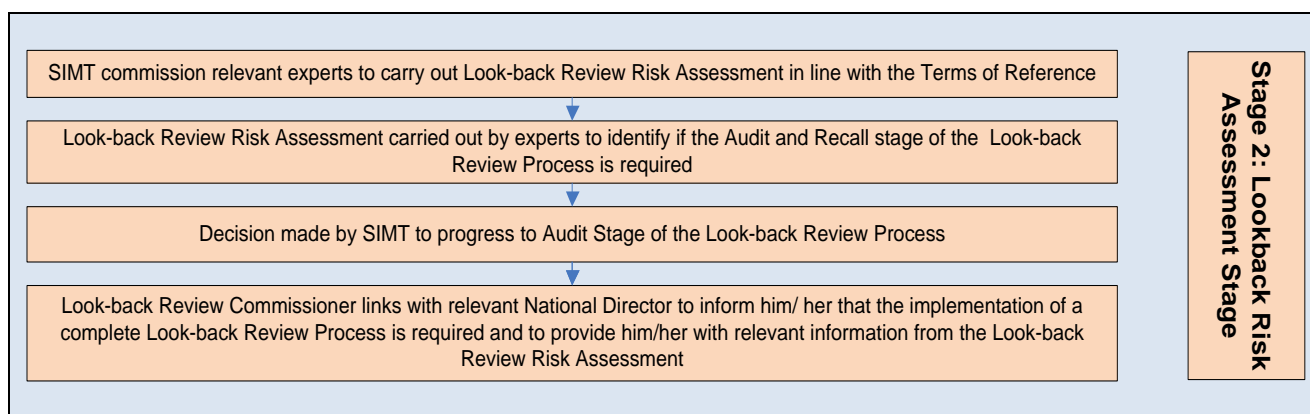 SIMT commission relevant experts to carry out Look-back Review Risk Assessment in line with the Terms of Reference
Look-back Review Risk Assessment carried out by experts to identify if the Audit and Recall stage of the Look-back
Review Process is required
Decision made by SIMT to progress to Audit Stage of the Look-back Review Process
Look-back Review Commissioner links with relevant National Director to inform him/ her that the implementation of a
complete Look-back Review Process is required and to provide him/her with relevant information from the Look-back
Review Risk Assessment
Stage 2: Lookback Risk
Assessment Stage